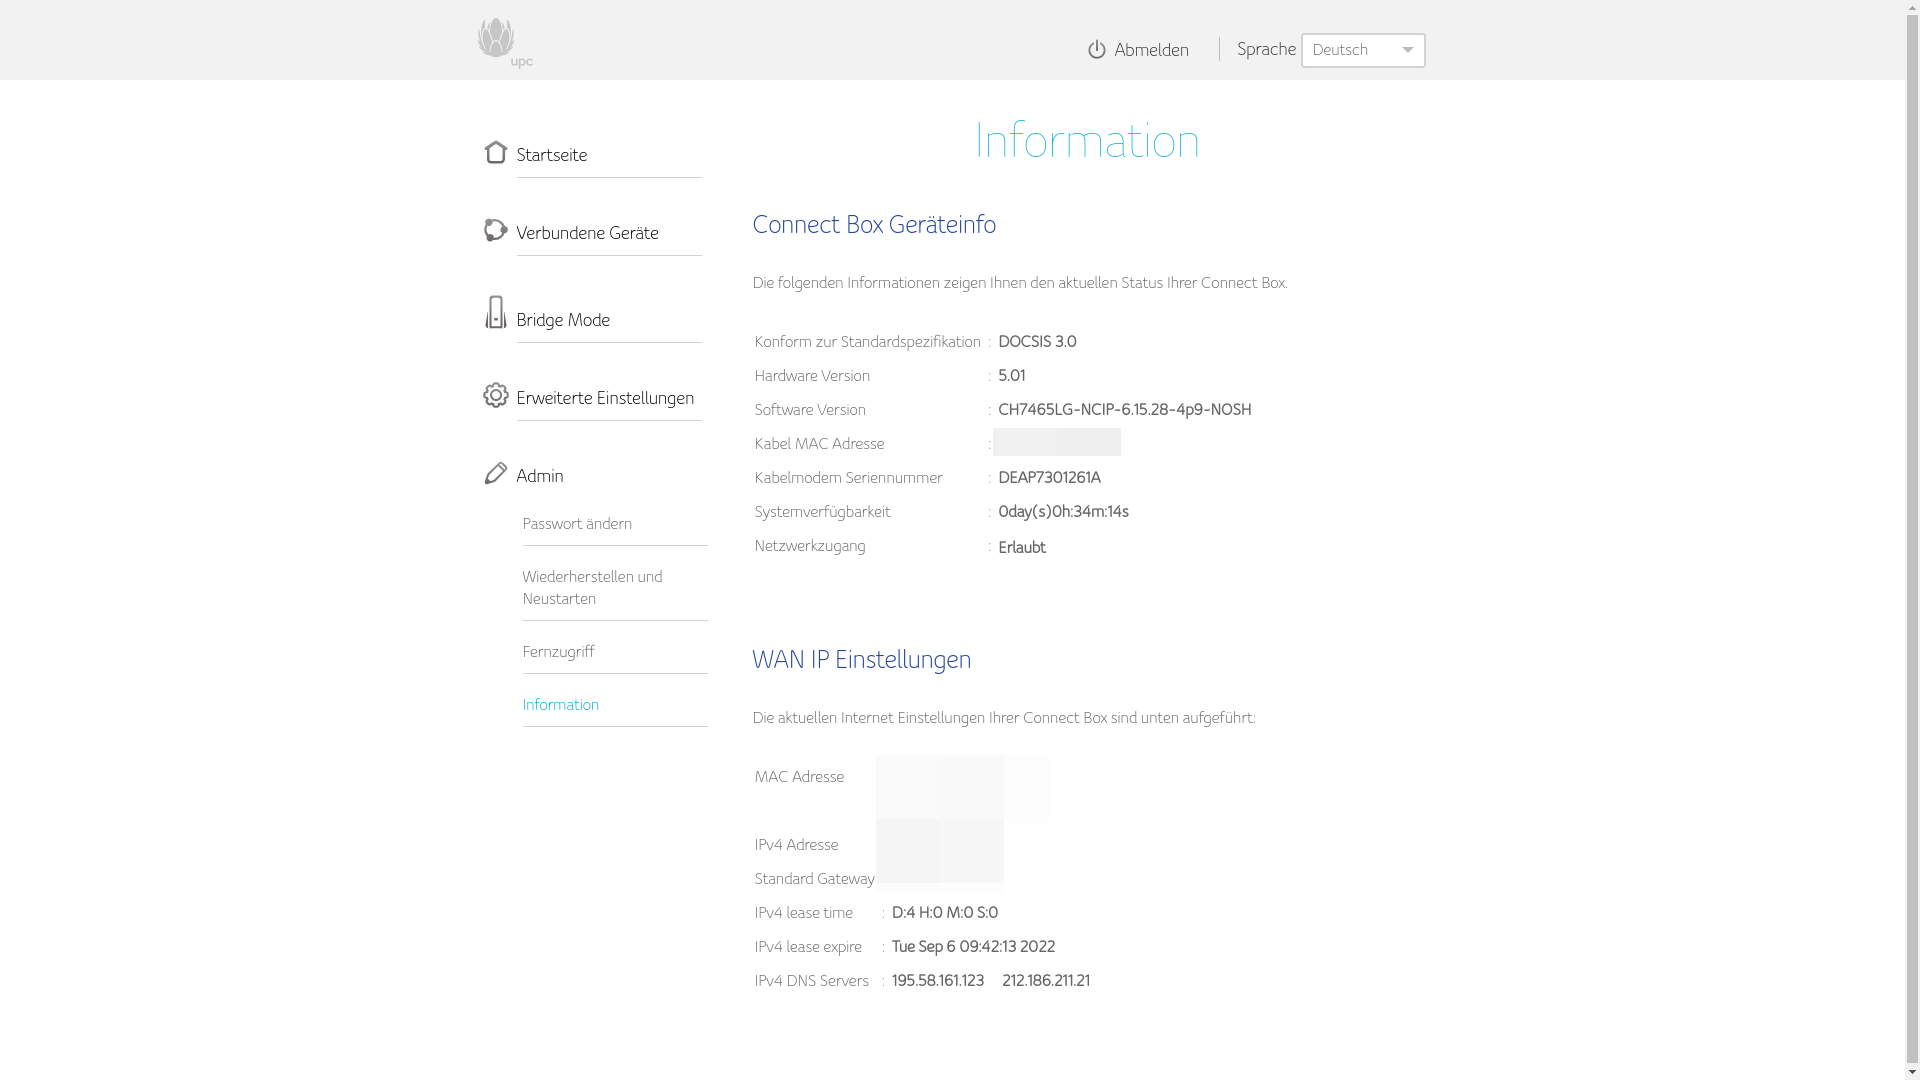 upc
Abmelden
Sprache
Deutsch
Startseite
Verbundene Geräte
Bridge Mode
Erweiterte Einstellungen
Admin
Passwort ändern
Wiederherstellen und
Neustarten
Fernzugriff
Information
Information
Connect Box Geräteinfo
Die folgenden Informationen zeigen Ihnen den aktuellen Status Ihrer Connect Box.
Konform zur Standardspezifikation : DOCSIS 3.0
Hardware Version : 5.01
Software Version : CH7465LG-NCIP-6.15.28-4p9-NOSH
Kabel MAC Adresse :
Kabelmodem Seriennummer : DEAP7301261A
Systemverfügbarkeit : 0day(s)0h:34m:14s
Netzwerkzugang : Erlaubt
WAN IP Einstellungen
Die aktuellen Internet Einstellungen Ihrer Connect Box sind unten aufgeführt:
MAC Adresse
IPv4 Adresse
Standard Gateway
IPv4 lease time : D:4 H:0 M:0 S:0
IPv4 lease expire : Tue Sep 6 09:42:13 2022
IPv4 DNS Servers : 195.58.161.123 212.186.211.21